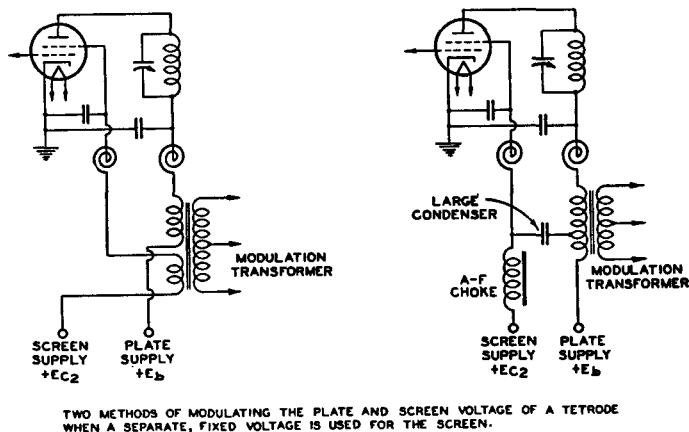 MODULATION
TRANSFORMER
SCREEN
SUPPLY
+EC2
PLATE
SUPPLY
+Eb
LARGE
CONDENSER
A-F
CHOKE
MODULATION
TRANSFORMER
SCREEN
SUPPLY
+EC2
PLATE
SUPPLY
+Eb
TWO METHODS OF MODULATING THE PLATE AND SCREEN VOLTAGE OF A TETRODE
WHEN A SEPARATE, FIXED VOLTAGE IS USED FOR THE SCREEN.